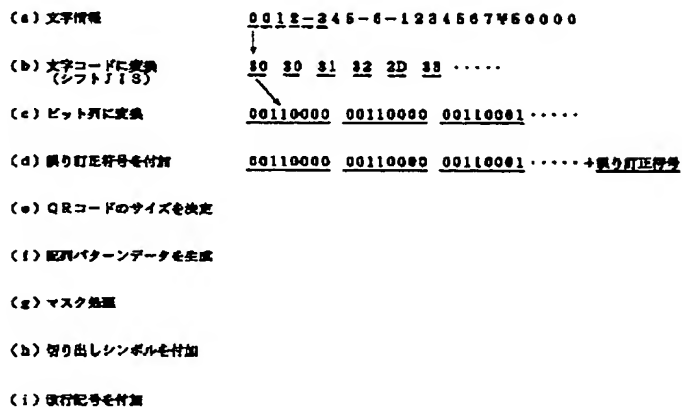 (a) 文字情報 0012-345-6-1234567¥50000
(b) 文字コードに変換 30 30 31 32 2D 33 ・・・・・
(シフトJIS)
(c) ビット列に変換 00110000 00110000 00110001 ・・・・・
(d) 誤り訂正符号を付加 00110000 00110000 00110001 ・・・・・+誤り訂正符号
(e) QRコードのサイズを決定
(f) 配列パターンデータを生成
(g) マスク処理
(h) 切り出しシンボルを付加
(i) 改行記号を付加